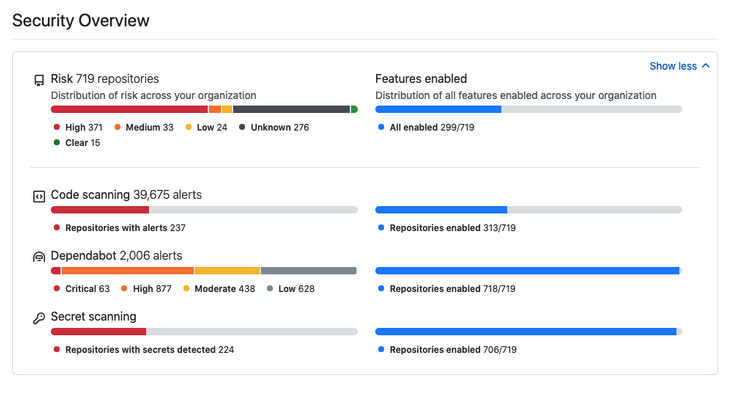 Security Overview
Show less
Risk 719 repositories
Distribution of risk across your organization
High 371 Medium 33 Low 24 Unknown 276
Clear 15
Features enabled
Distribution of all features enabled across your organization
All enabled 299/719
Code scanning 39,675 alerts
Repositories with alerts 237
Repositories enabled 313/719
Dependabot 2,006 alerts
Critical 63 High 877 Moderate 438 Low 628
Repositories enabled 718/719
Secret scanning
Repositories with secrets detected 224
Repositories enabled 706/719